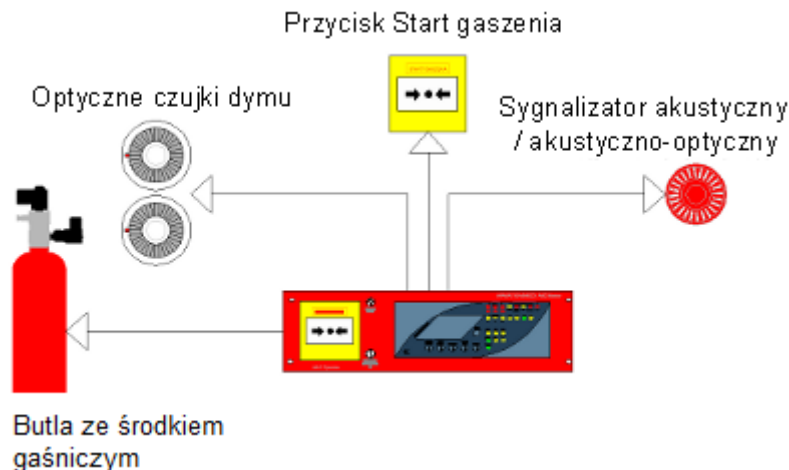 Przycisk Start gaszenia
Optyczne czujki dymu
Sygnalizator akustyczny
/ akustyczno-optyczny
Butla ze środkiem
gaśniczym